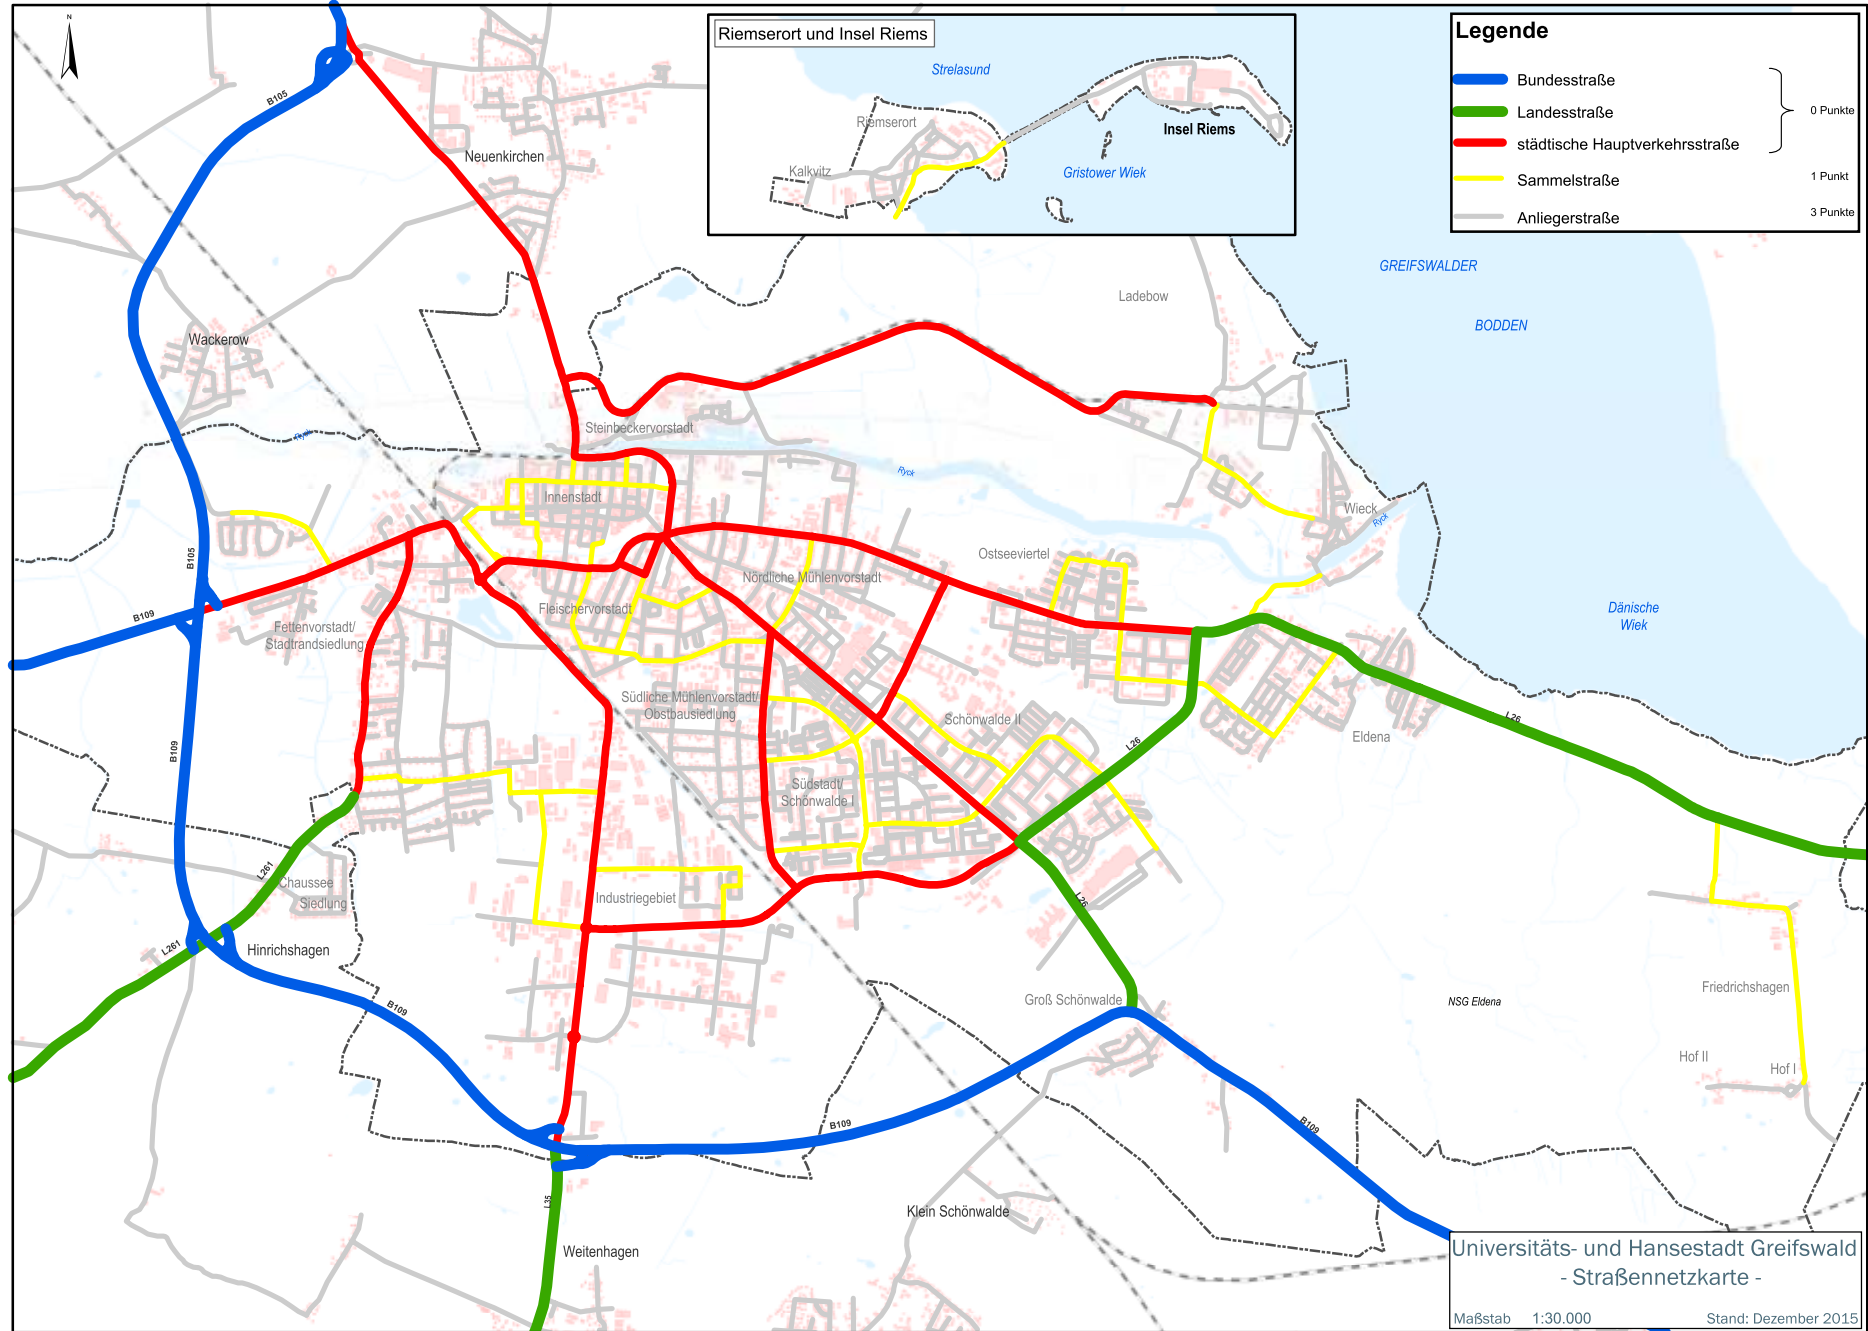 N
Riemserort und Insel Riems
Strelasund
Riemserort
Kalkvitz
Insel Riems
Gristower Wiek
Legende
Bundesstraße
Landesstraße
städtische Hauptverkehrsstraße
Sammelstraße
Anliegerstraße
0 Punkte
1 Punkt
3 Punkte
B105
Neuenkirchen
GREIFSWALDER
BODDEN
Ladebow
Wackerow
Steinbeckervorstadt
Ryck
Ryck
Innenstadt
Wieck
Ryck
Ostseeviertel
B105
Nördliche Mühlenvorstadt
B109
Fleischervorstadt
Fettenvorstadt/
Stadtrandsiedlung
Dänische
Wiek
Südliche Mühlenvorstadt/
Obstbausiedlung
Schönwalde II
L26
L26
Eldena
B109
Südstadt/
Schönwalde I
L261
Chaussee
Siedlung
Industriegebiet
L26
L261
Hinrichshagen
B109
Groß Schönwalde
NSG Eldena
Friedrichshagen
Hof II
Hof I
B109
B109
L35
Klein Schönwalde
Weitenhagen
Universitäts- und Hansestadt Greifswald
- Straßennetzkarte -
Maßstab 1:30.000 Stand: Dezember 2015